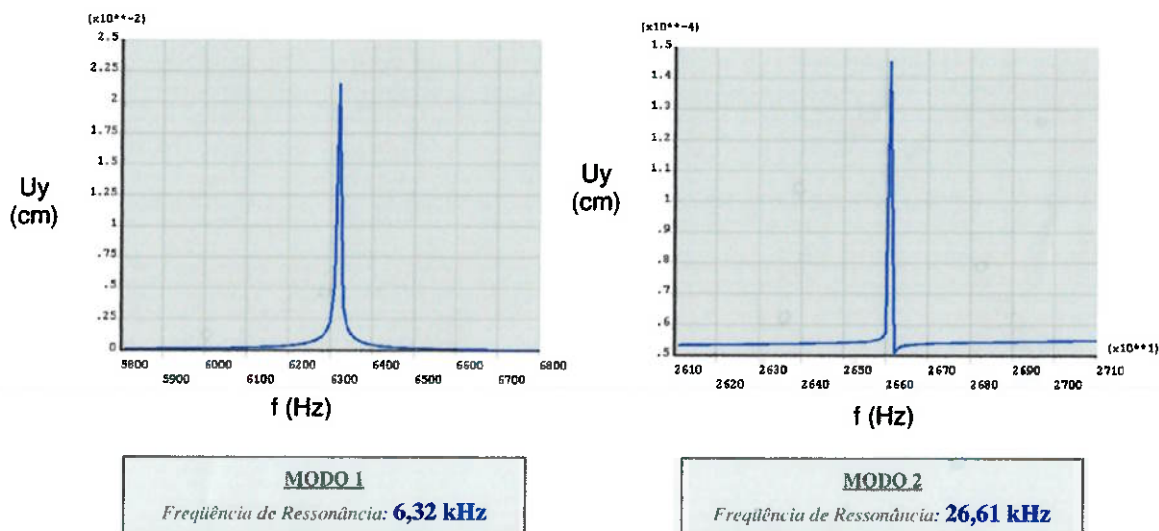 (x10**-2)
2.5
2.25
2
1.75
1.5
1.25
1
.75
.5
.25
0
Uy
(cm)
5800 6000 6200 6400 6600 6800
5900 6100 6300 6500 6700
f (Hz)
MODO 1
Freqüência de Ressonância: 6,32 kHz
(x10**-4)
1.5
1.4
1.3
1.2
1.1
1
.9
.8
.7
.6
.5
Uy
(cm)
(x10**1)
2610 2630 2650 2670 2690 2710
2620 2640 2660 2680 2700
f (Hz)
MODO 2
Freqüência de Ressonância: 26,61 kHz